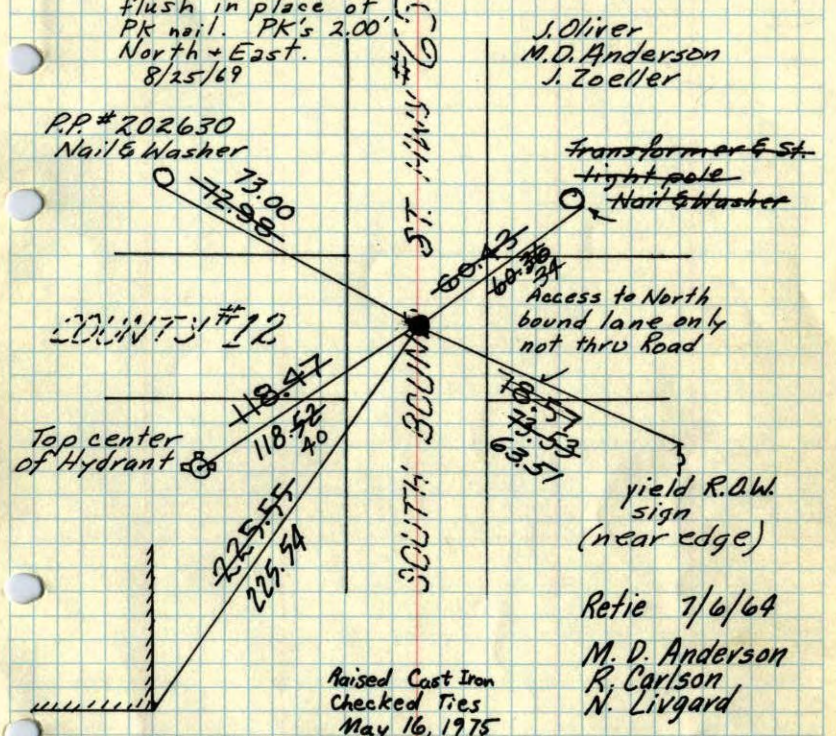 flush in place of
PK nail. PK's 2.00'
North & East.
8/25/69
J. Oliver
M.D. Anderson
J. Zoeller
ST. HWY #65
P.P. #202630
Nail & Washer
73.00
72.98
Transformer & St.
light pole
Nail & Washer
60.43
60.36
34
Access to North
bound lane only
not thru Road
COUNTY #12
118.47
118.52
40
78.57
73.53
63.51
Top center
of Hydrant
SOUTH BOUND
225.55
225.54
yield R.O.W.
sign
(near edge)
Retie 7/6/64
M. D. Anderson
R. Carlson
N. Livgard
Raised Cast Iron
Checked Ties
May 16, 1975